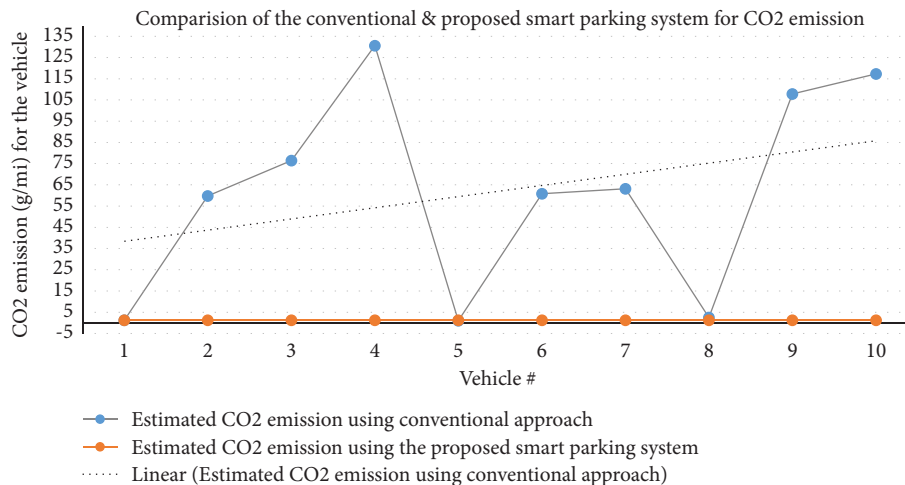 Comparision of the conventional & proposed smart parking system for CO2 emission
CO2 emission (g/mi) for the vehicle
135
125
115
105
95
85
75
65
55
45
35
25
15
5
-5
1 2 3 4 5 6 7 8 9 10
Vehicle #
Estimated CO2 emission using conventional approach
Estimated CO2 emission using the proposed smart parking system
Linear (Estimated CO2 emission using conventional approach)